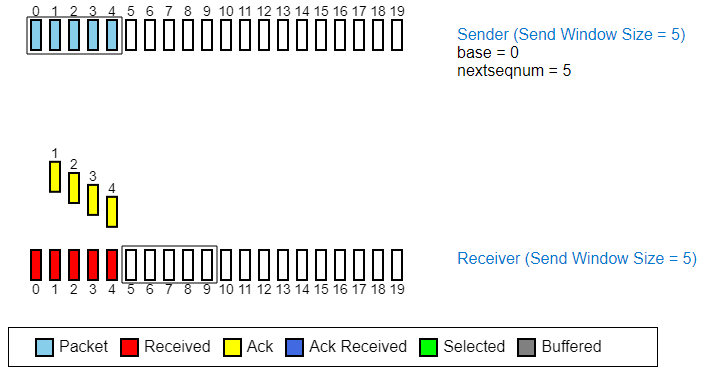 0 1 2 3 4 5 6 7 8 9 10 11 12 13 14 15 16 17 18 19
Sender (Send Window Size = 5)
base = 0
nextseqnum = 5
1
2
3
4
Receiver (Send Window Size = 5)
0 1 2 3 4 5 6 7 8 9 10 11 12 13 14 15 16 17 18 19
Packet Received Ack Ack Received Selected Buffered